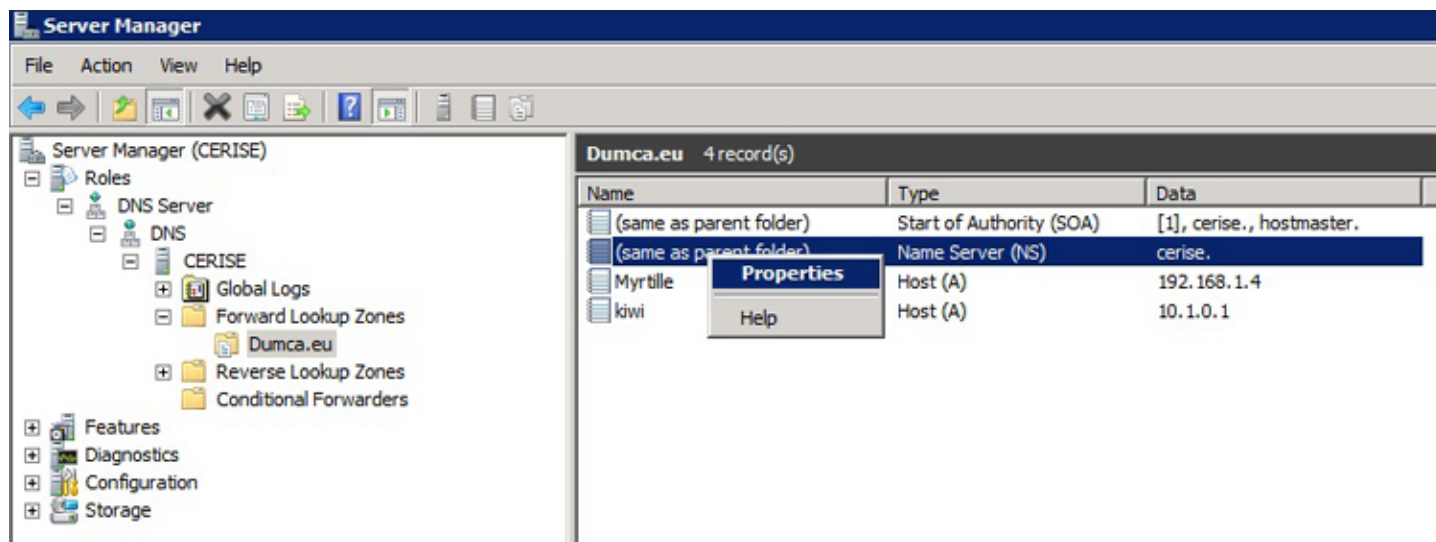 Server Manager
File Action View Help
Server Manager (CERISE)
Roles
DNS Server
DNS
CERISE
Global Logs
Forward Lookup Zones
Dumca.eu
Reverse Lookup Zones
Conditional Forwarders
Features
Diagnostics
Configuration
Storage
Dumca.eu 4 record(s)
Name Type Data
(same as parent folder) Start of Authority (SOA) [1], cerise., hostmaster.
(same as parent folder) Name Server (NS) cerise.
Myrtille Host (A) 192.168.1.4
kiwi Host (A) 10.1.0.1
Properties
Help